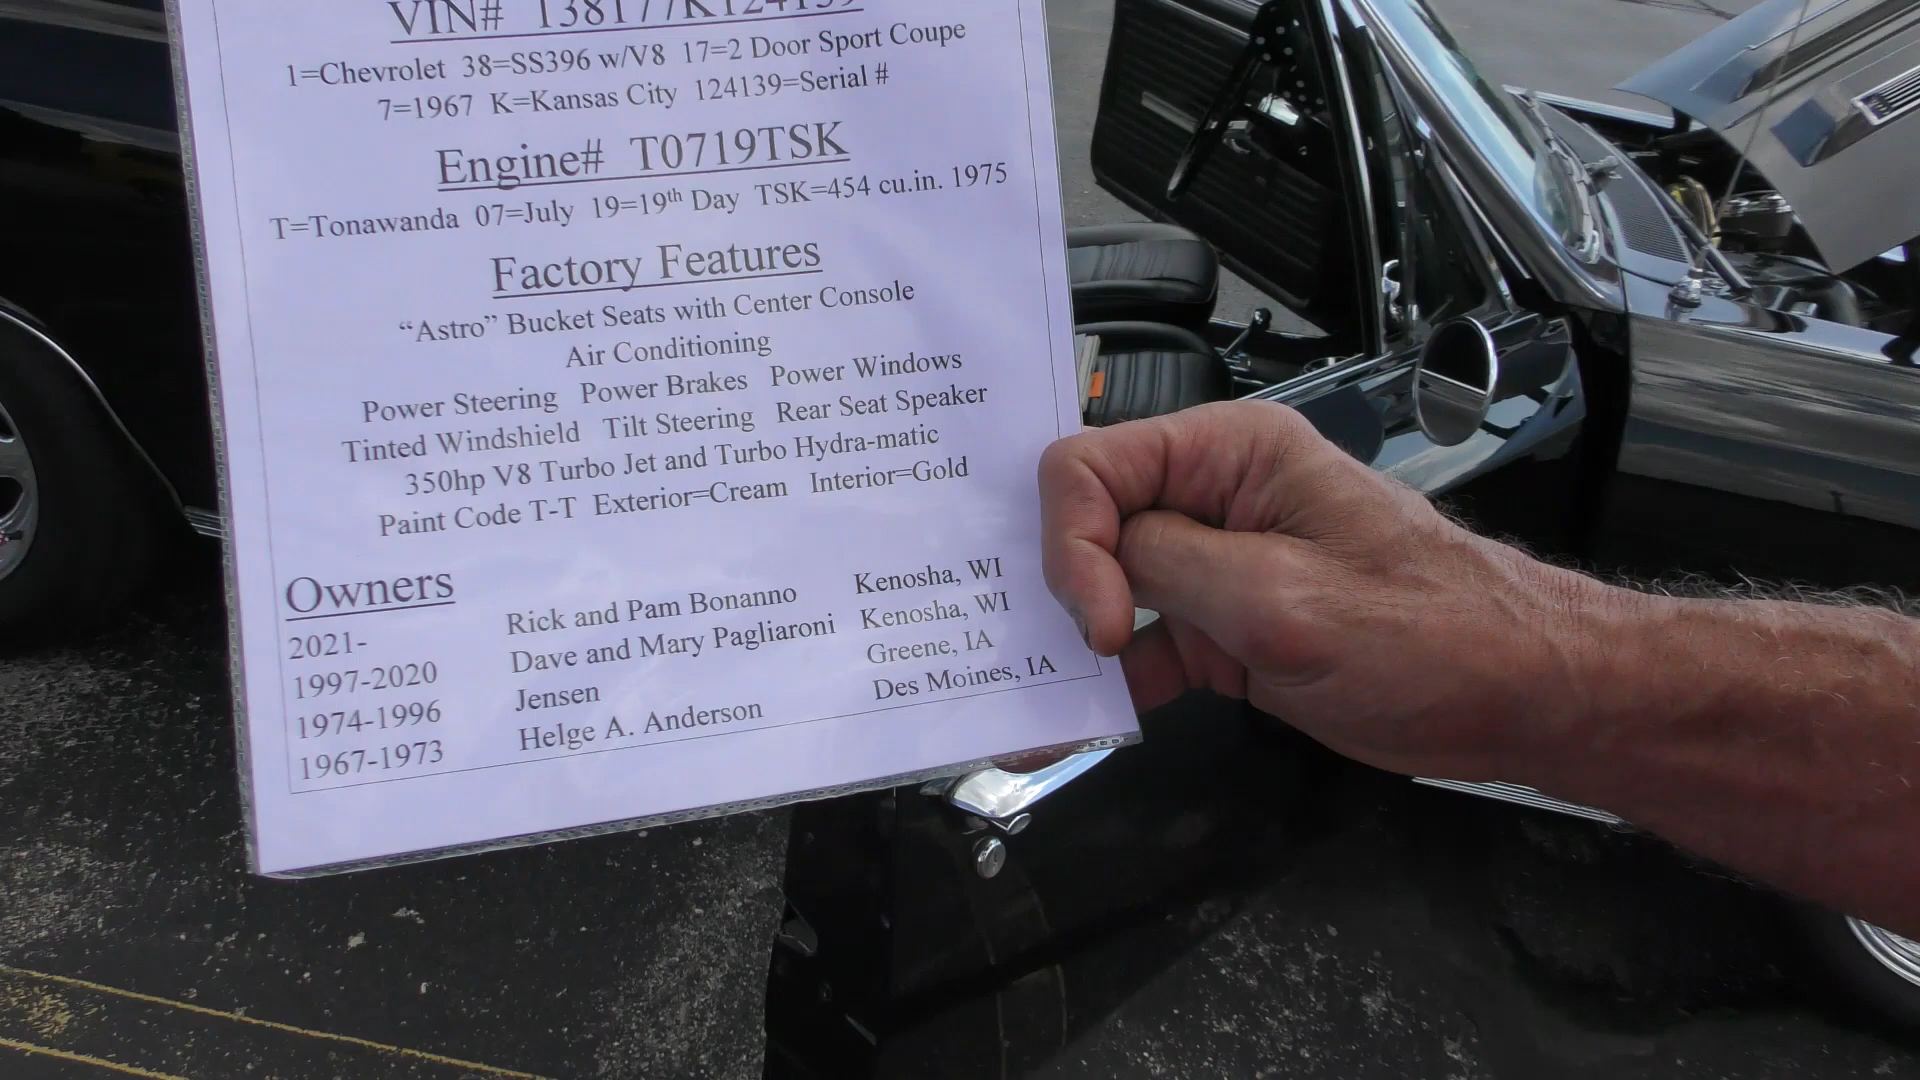 VIN# 138177K124139
1=Chevrolet 38=SS396 w/V8 17=2 Door Sport Coupe
7=1967 K=Kansas City 124139=Serial #
Engine# T0719TSK
T=Tonawanda 07=July 19=19th Day TSK=454 cu.in. 1975
Factory Features
“Astro” Bucket Seats with Center Console
Air Conditioning
Power Steering Power Brakes Power Windows
Tinted Windshield Tilt Steering Rear Seat Speaker
350hp V8 Turbo Jet and Turbo Hydra-matic
Paint Code T-T Exterior=Cream Interior=Gold
Owners
2021- Rick and Pam Bonanno Kenosha, WI
1997-2020 Dave and Mary Pagliaroni Kenosha, WI
1974-1996 Jensen Greene, IA
1967-1973 Helge A. Anderson Des Moines, IA